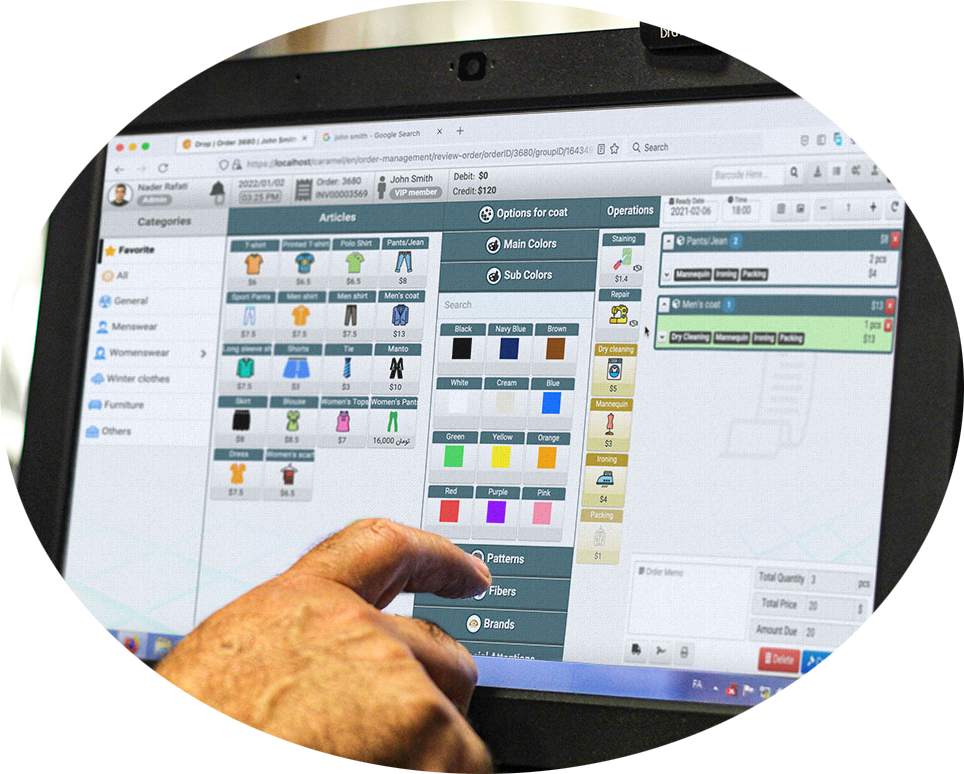 Drop | Order 3680 | John Smith
John smith - Google Search
https://localhost/caramel/en/order-management/review-order/orderID/3680/groupID/164349
Search
Nader Rafati
Admin
2022/01/02
03:25 PM
Order: 3680
INV00003569
John Smith
VIP member
Debit: $0
Credit: $120
Barcode Here...
Categories
Favorite
All
General
Menswear
Womenswear
Winter clothes
Furniture
Others
Articles
T-shirt
$6
Printed T-shirt
$6.5
Polo Shirt
$6.5
Pants/Jean
$8
Sport Pants
$7.5
Men shirt
$7.5
Men shirt
$7.5
Men's coat
$13
Long sleeve sh
$7.5
Shorts
$3
Tie
$3
Manto
$10
Skirt
$8
Blouse
$8.5
Women's Tops
$7
Women's Pants
16,000 تومان
Dress
$7.5
Women's scarf
$6.5
Options for coat
Main Colors
Sub Colors
Search
Black
Navy Blue
Brown
White
Cream
Blue
Green
Yellow
Orange
Red
Purple
Pink
Patterns
Fibers
Brands
Attentions
Operations
Staining
$1.4
Repair
Dry cleaning
$5
Mannequin
$3
Ironing
$4
Packing
$1
Ready Date
2021-02-06
Time
18:00
1
Pants/Jean 2
$8
2 pcs
Mannequin Ironing Packing
$4
Men's coat 1
$13
1 pcs
Dry Cleaning Mannequin Ironing Packing
$13
Order Memo
Total Quantity 3 pcs
Total Price 20 $
Amount Due 20
Delete
FA